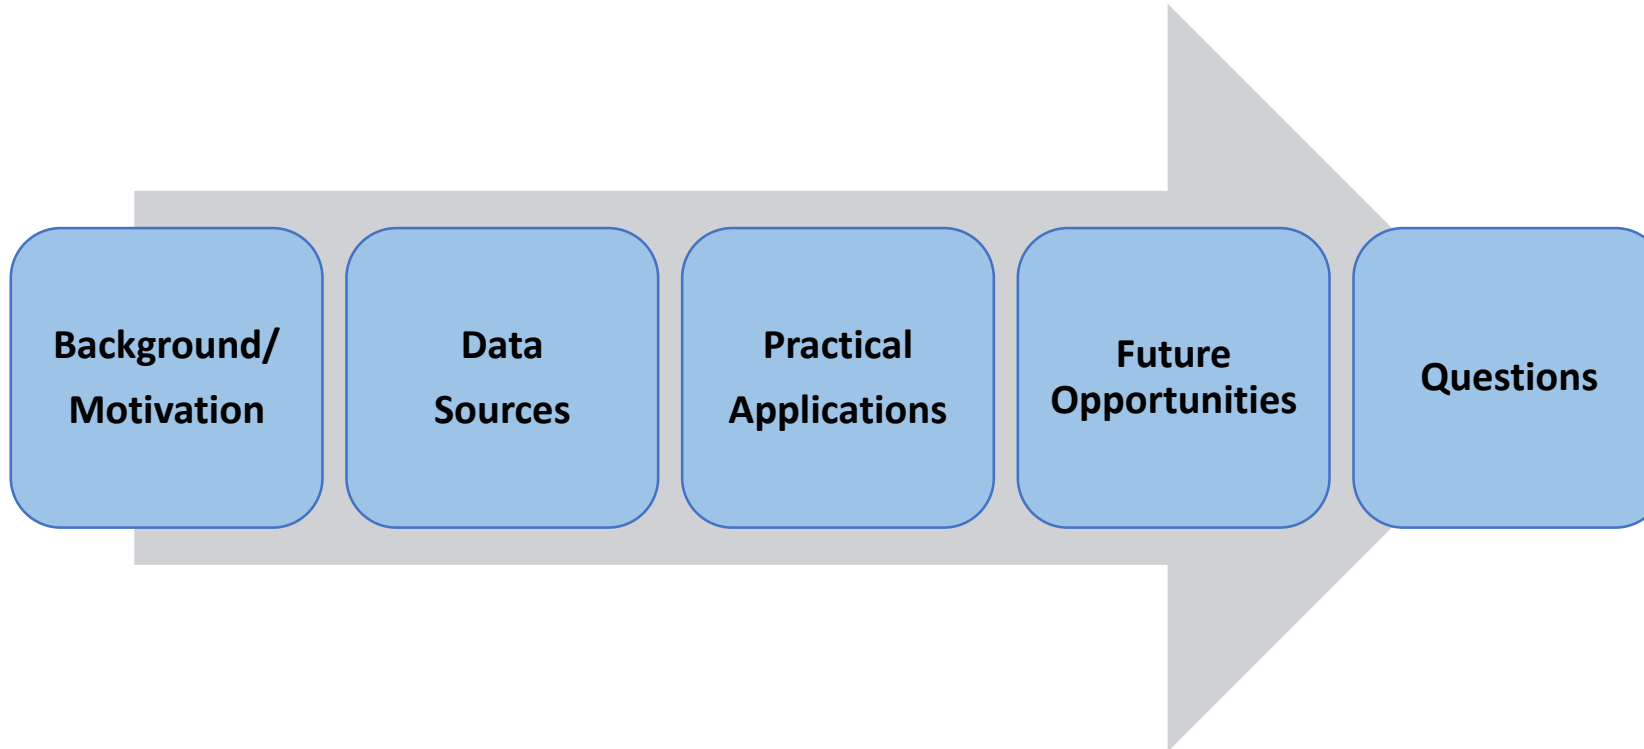 Background/
Motivation
Data
Sources
Practical
Applications
Future
Opportunities
Questions